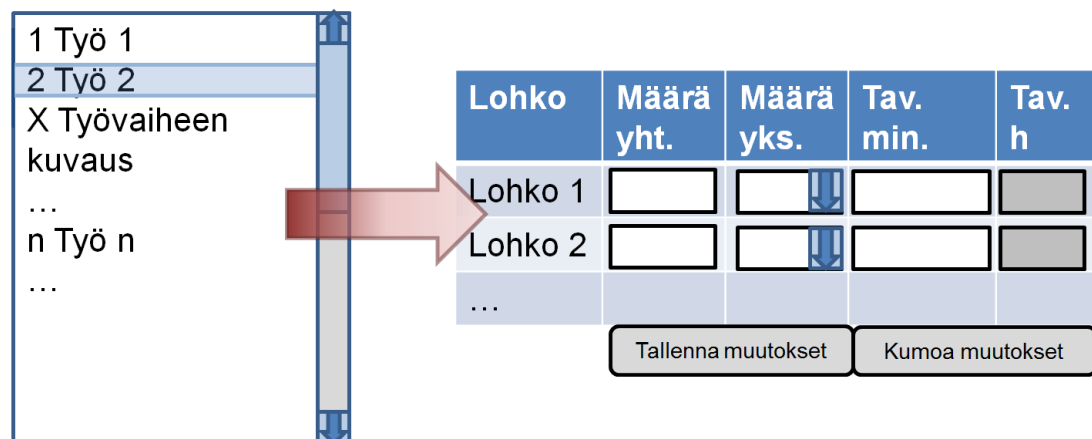 1 Työ 1
2 Työ 2
X Työvaiheen
kuvaus
…
n Työ n
…
Lohko Määrä Määrä Tav. Tav.
yht. yks. min. h
Lohko 1
Lohko 2
…
Tallenna muutokset Kumoa muutokset